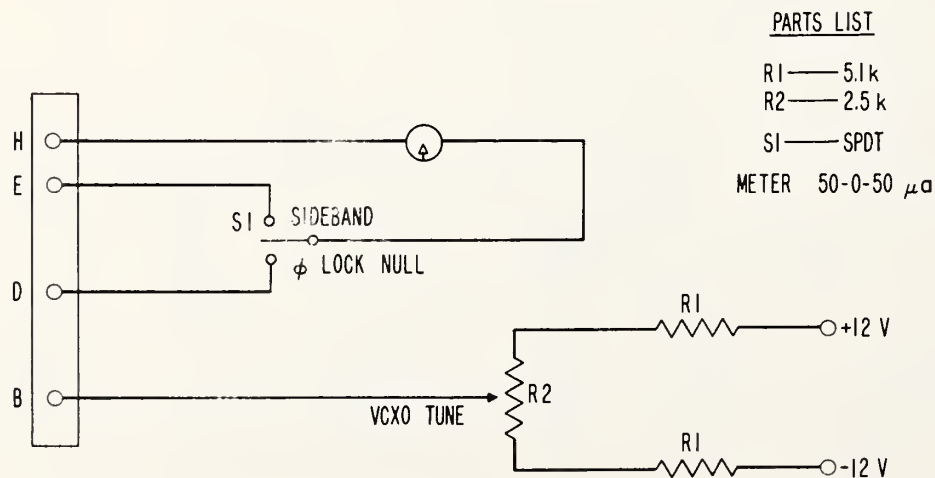 PARTS LIST
R1 — 5.1k
R2 — 2.5k
S1 — SPDT
METER 50-0-50 μa
H
E
S1 SIDEBAND
φ LOCK NULL
D
R1
+12 V
B
VCXO TUNE
R2
R1
-12 V